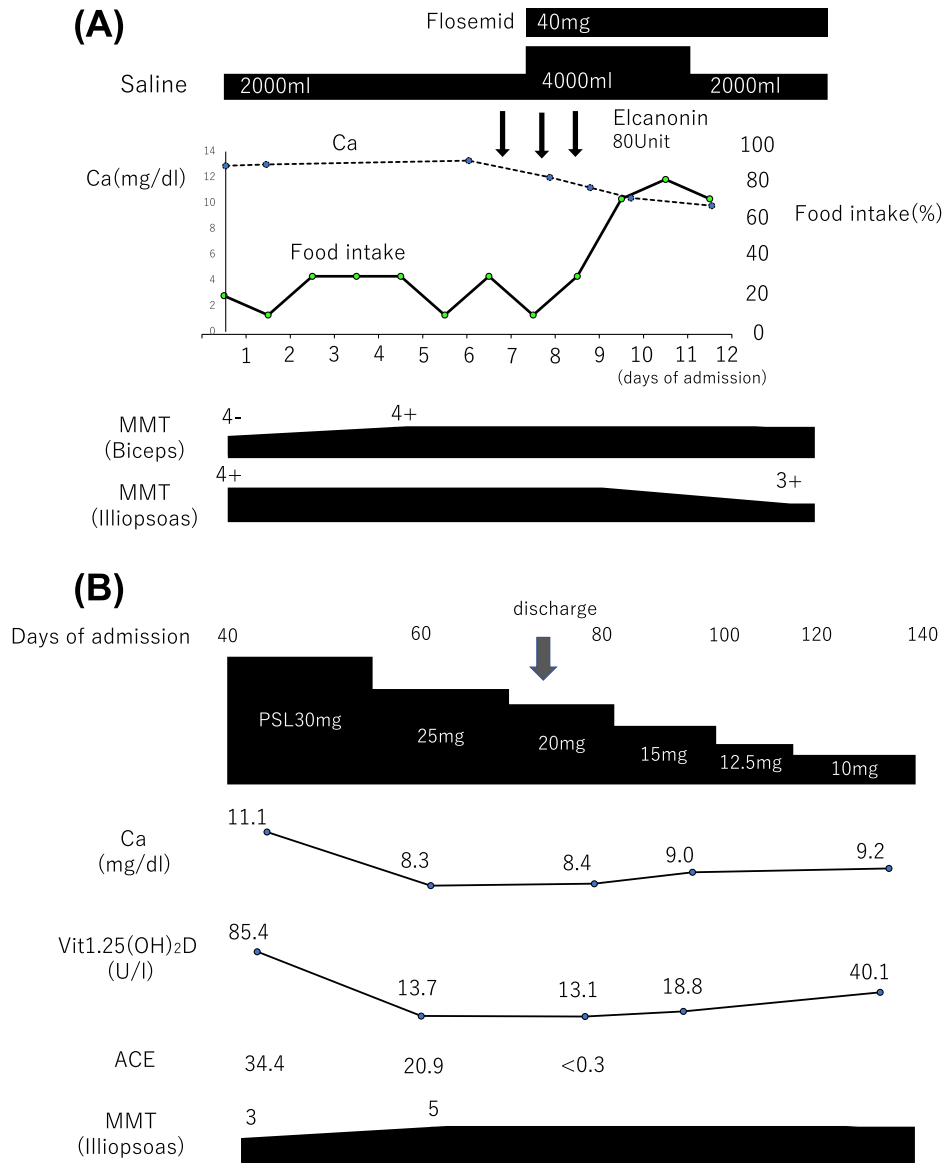 (A)
Flosemid 40mg
Saline 2000ml 4000ml 2000ml
Elcanonin
80Unit
Ca
Ca(mg/dl)
14
12
10
8
6
4
2
0
100
80
60
40
20
0
Food intake(%)
Food intake
1 2 3 4 5 6 7 8 9 10 11 12
(days of admission)
MMT
(Biceps)
4- 4+
MMT
(Illiopsoas)
4+ 3+
(B)
discharge
Days of admission 40 60 80 100 120 140
PSL30mg 25mg 20mg 15mg 12.5mg 10mg
Ca
(mg/dl)
11.1 8.3 8.4 9.0 9.2
Vit1.25(OH)₂D
(U/l)
85.4 13.7 13.1 18.8 40.1
ACE 34.4 20.9 <0.3
MMT
(Illiopsoas)
3 5